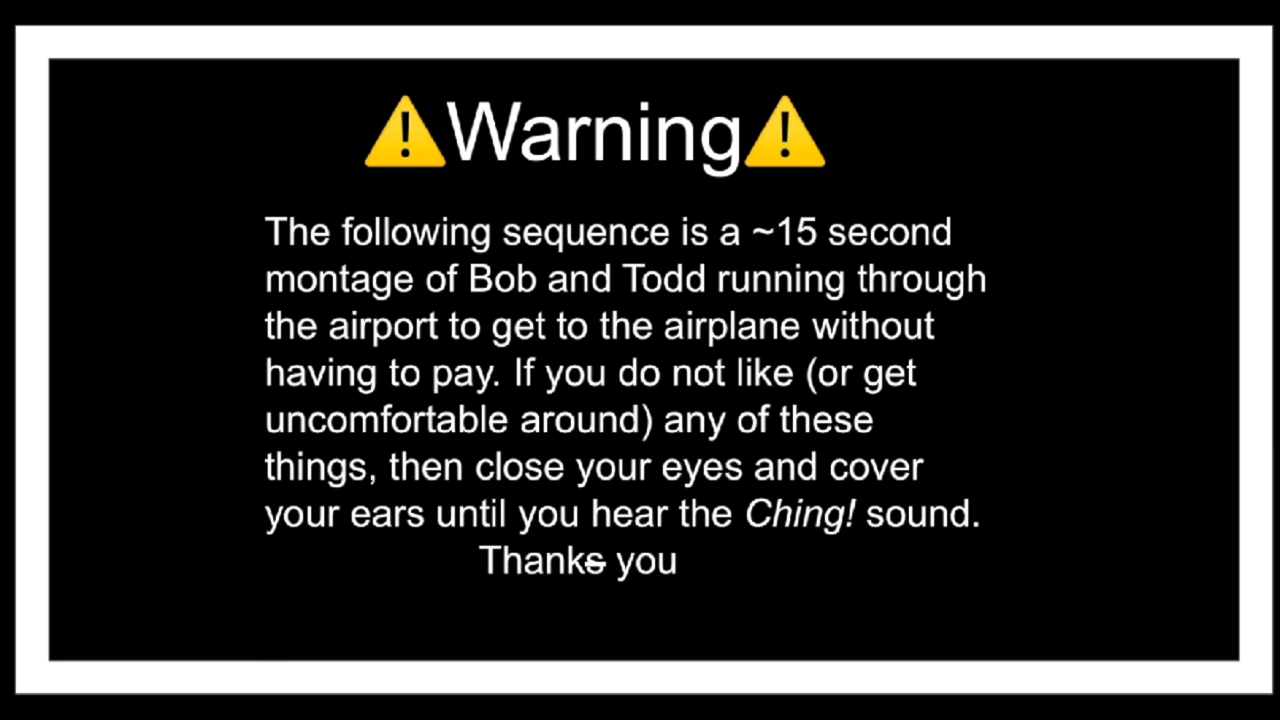 ⚠️Warning⚠️
The following sequence is a ~15 second
montage of Bob and Todd running through
the airport to get to the airplane without
having to pay. If you do not like (or get
uncomfortable around) any of these
things, then close your eyes and cover
your ears until you hear the Ching! sound.
Thanks you